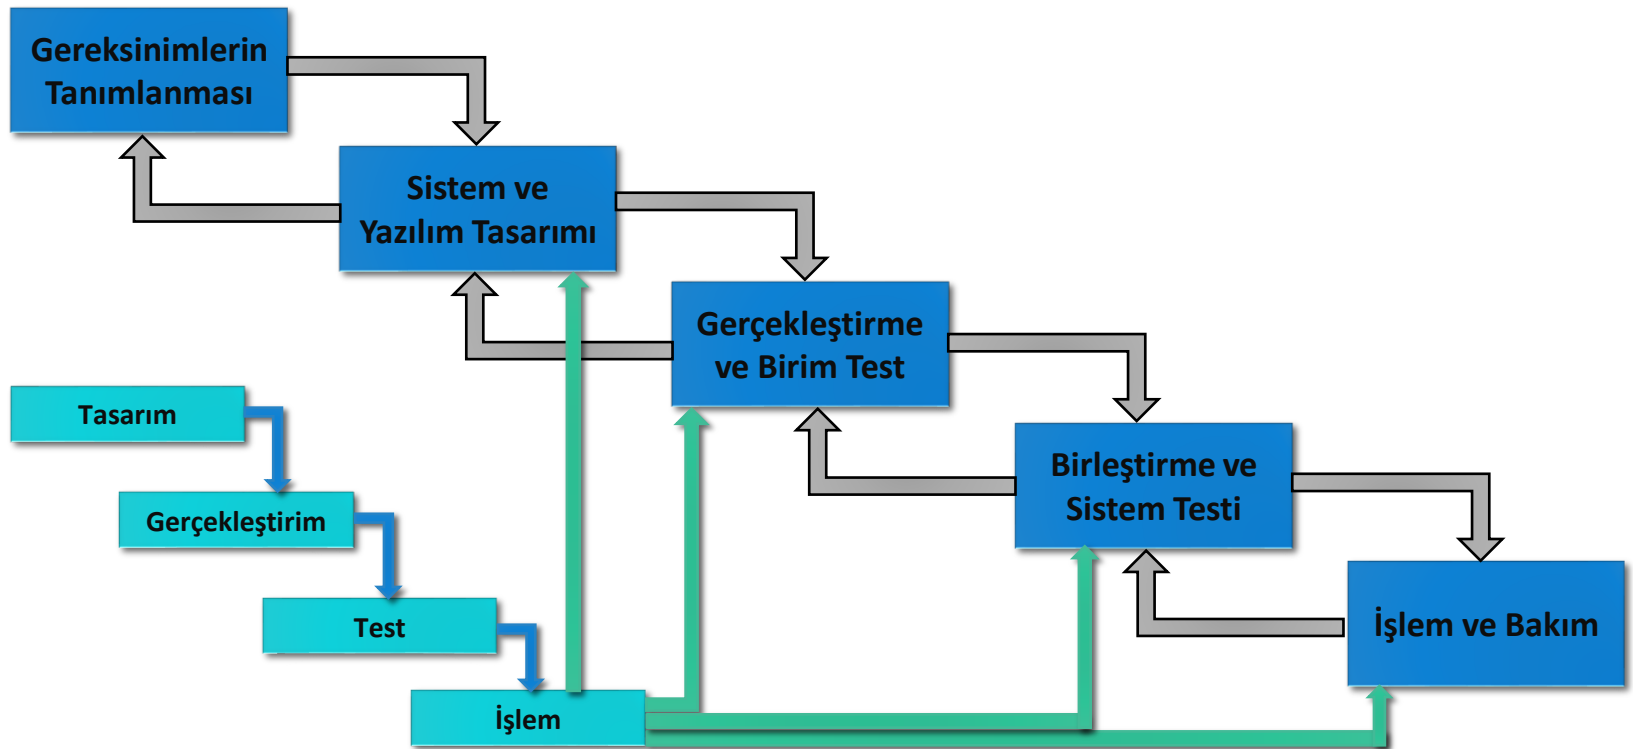 Gereksinimlerin
Tanımlanması
Sistem ve
Yazılım Tasarımı
Gerçekleştirme
ve Birim Test
Tasarım
Birleştirme ve
Sistem Testi
Gerçekleştirim
İşlem ve Bakım
Test
İşlem